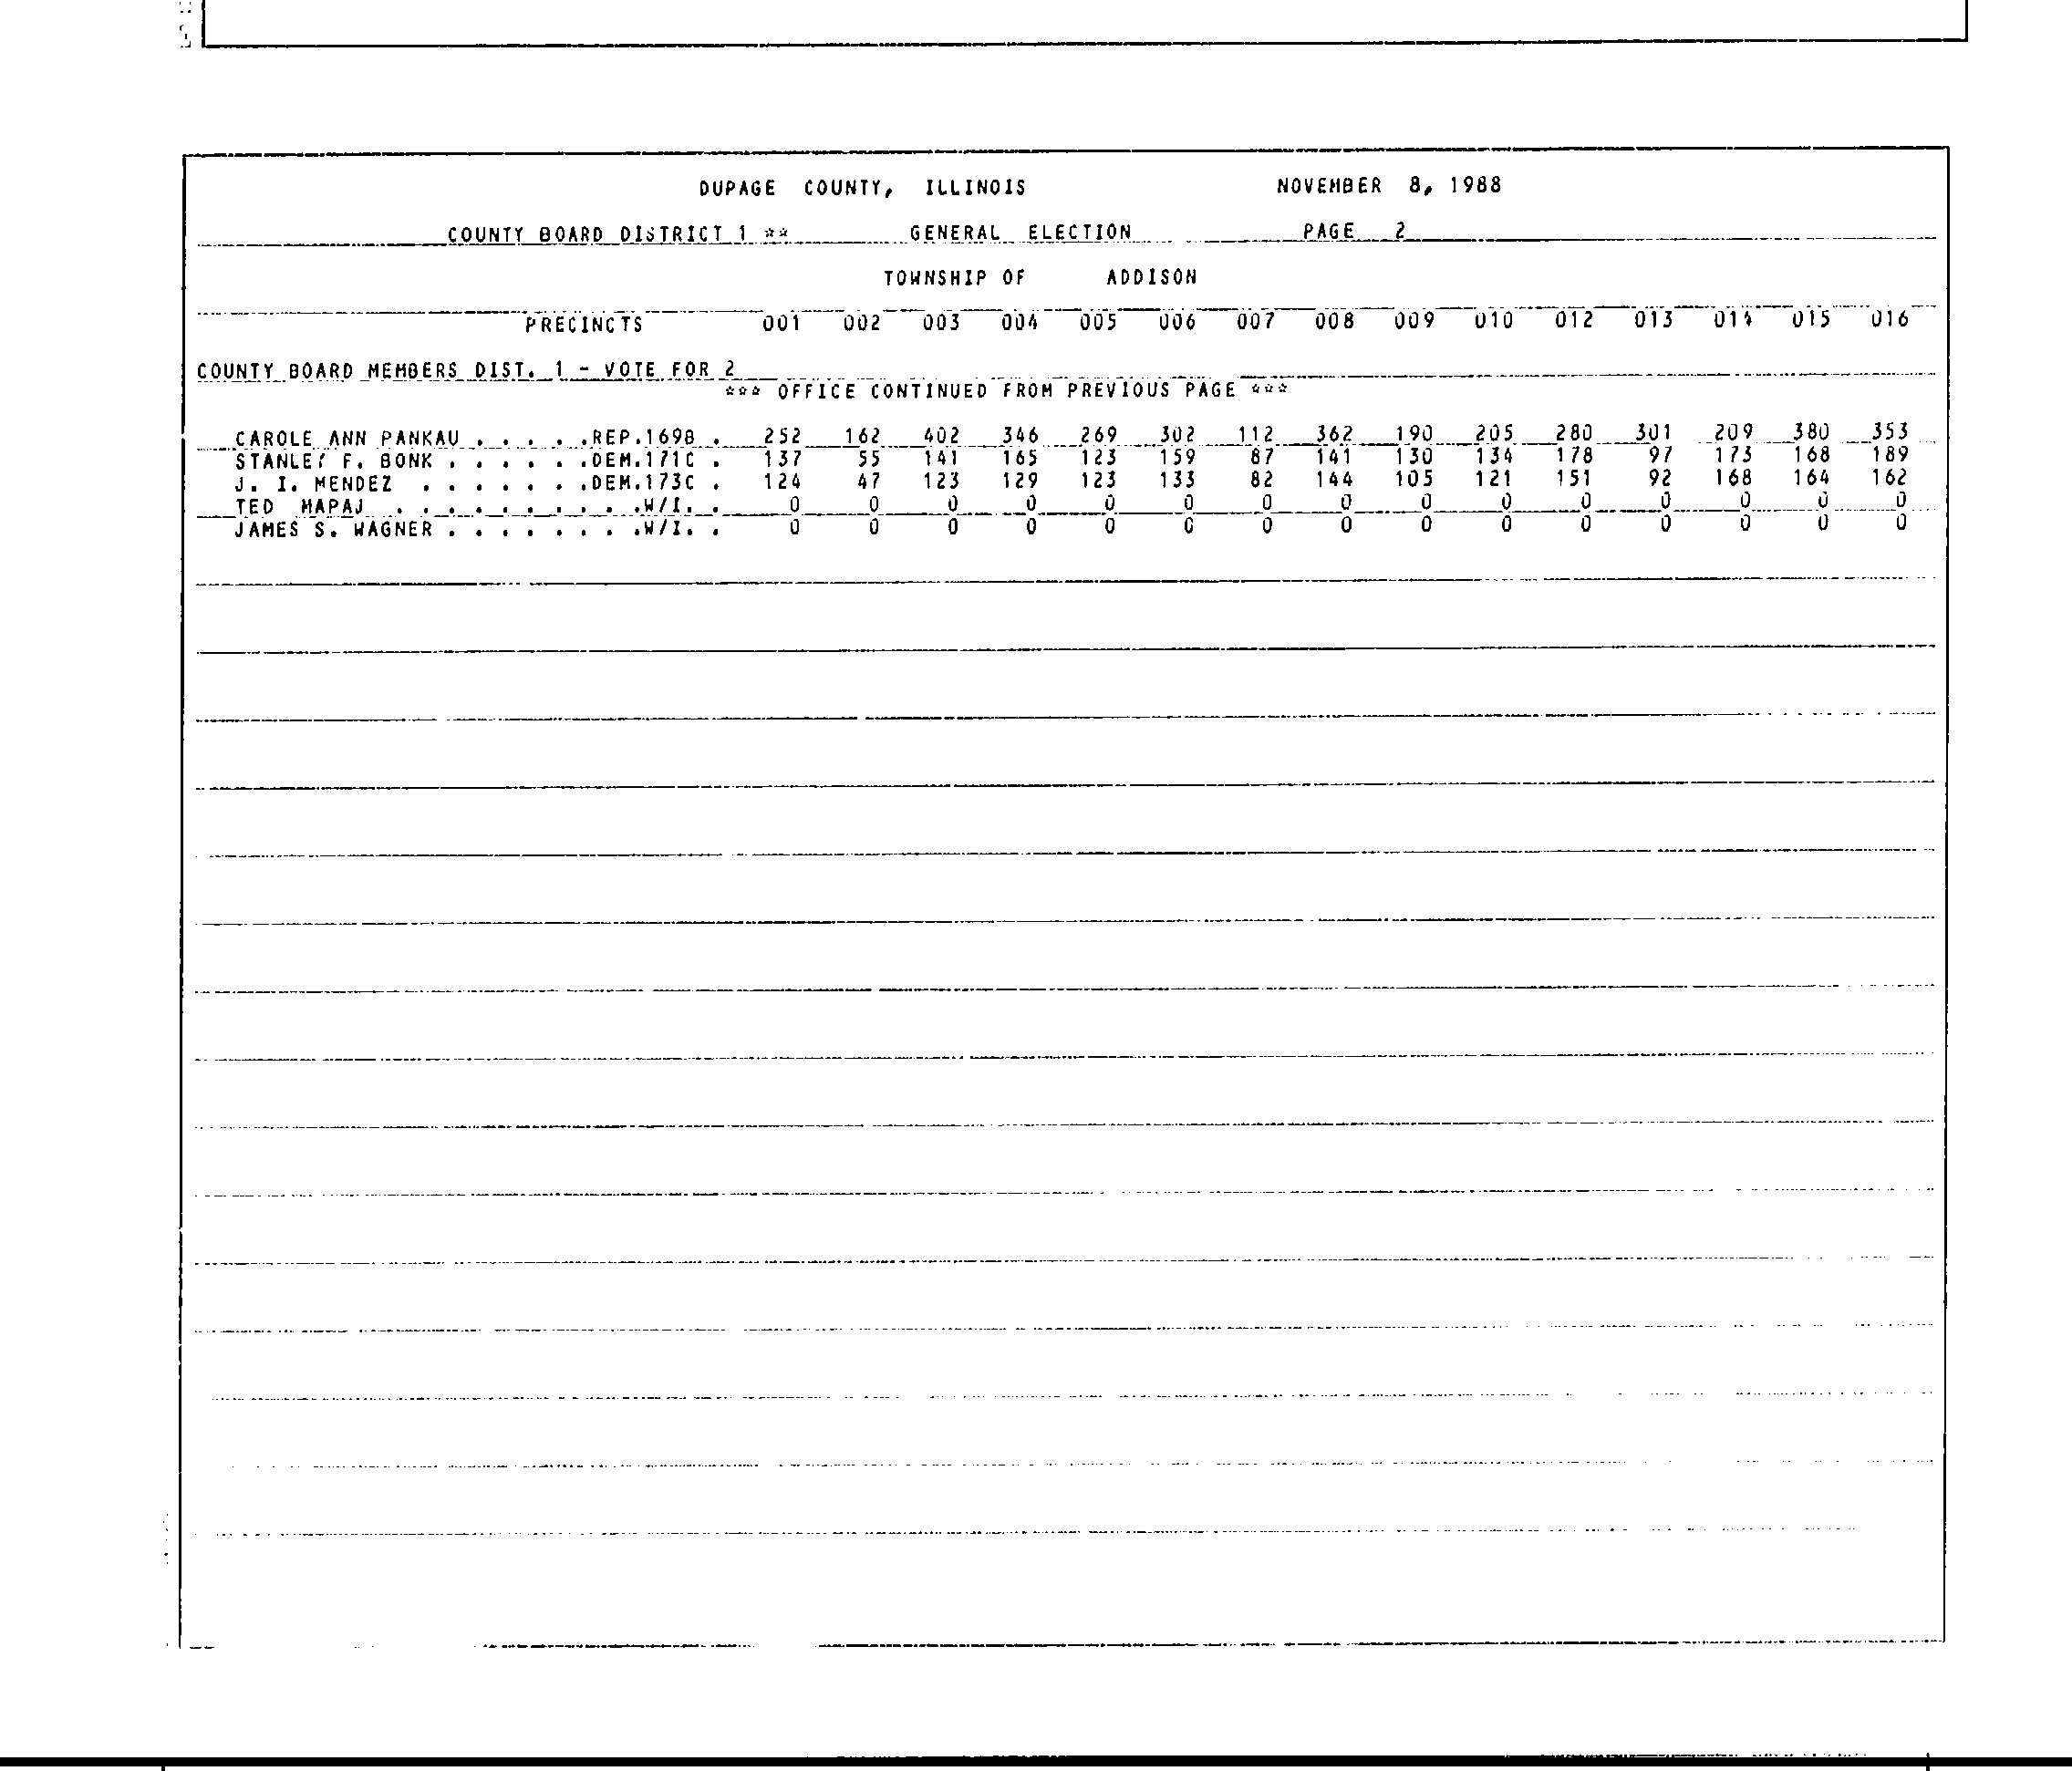 DUPAGE COUNTY, ILLINOIS NOVEMBER 8, 1988
COUNTY BOARD DISTRICT 1 ** GENERAL ELECTION PAGE 2
TOWNSHIP OF ADDISON
PRECINCTS 001 002 003 004 005 006 007 008 009 010 012 013 014 015 016
COUNTY BOARD MEMBERS DIST. 1 - VOTE FOR 2
*** OFFICE CONTINUED FROM PREVIOUS PAGE ***
CAROLE ANN PANKAU . . . . .REP.169B . 252 162 402 346 269 302 112 362 190 205 280 301 209 380 353
STANLEY F. BONK . . . . . .DEM.171C . 137 55 141 165 123 159 87 141 130 134 178 97 173 168 189
J. I. MENDEZ . . . . . . .DEM.173C . 124 47 123 129 123 133 82 144 105 121 151 92 168 164 162
TED MAPAJ . . . . . . . . . .W/I. . 0 0 0 0 0 0 0 0 0 0 0 0 0 0 0
JAMES S. WAGNER . . . . . . . .W/I. . 0 0 0 0 0 0 0 0 0 0 0 0 0 0 0